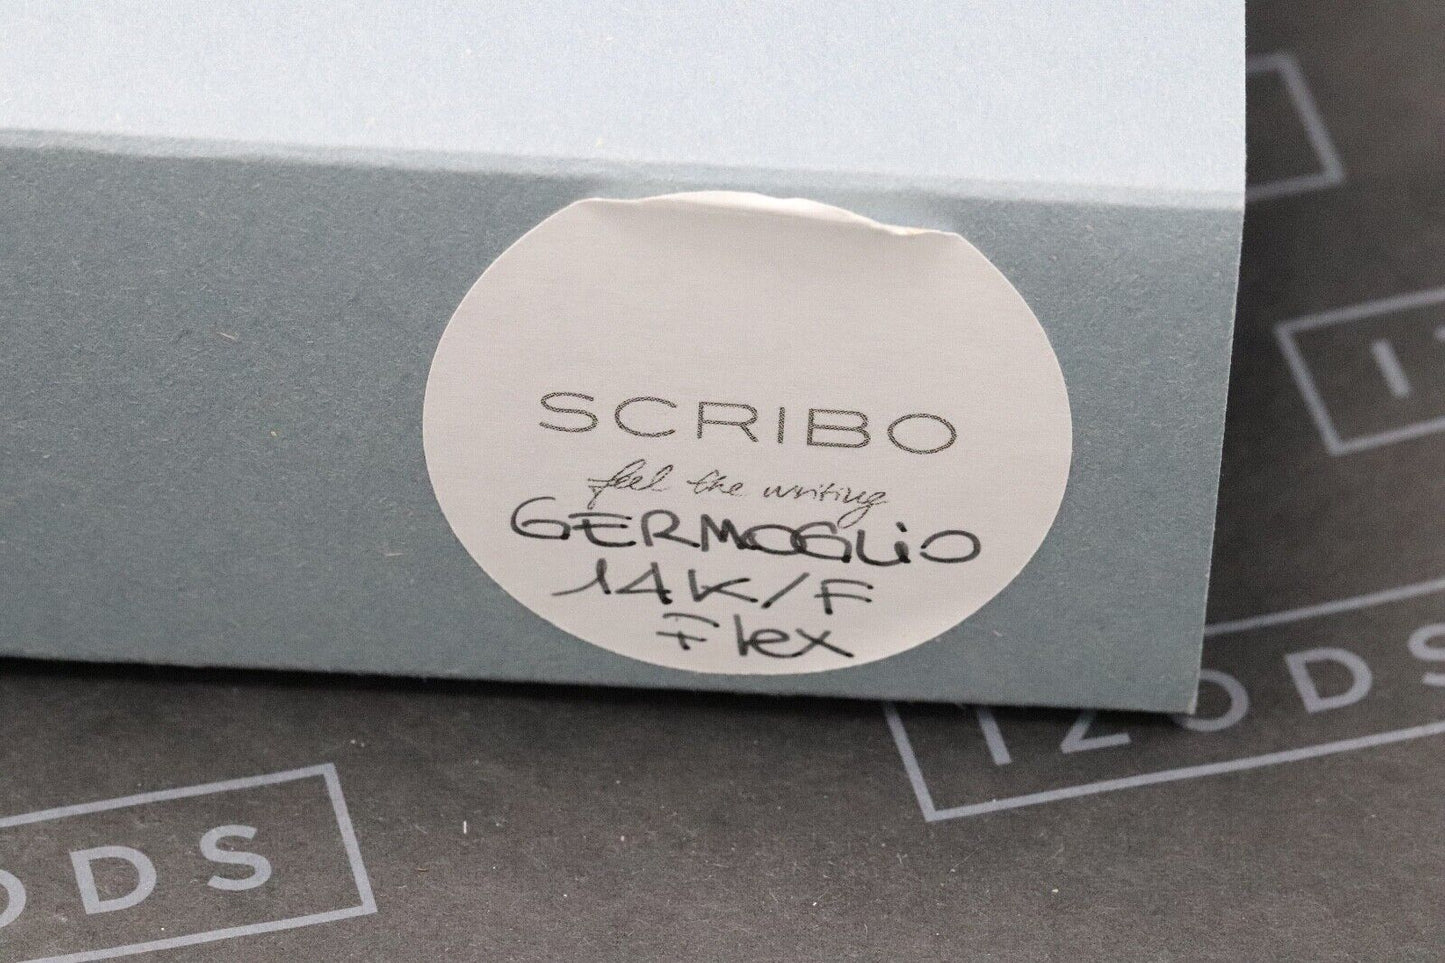 SCRIBO
feel the writing
GERMOGLiO
14K/F
Flex
I
IZODS
ODS